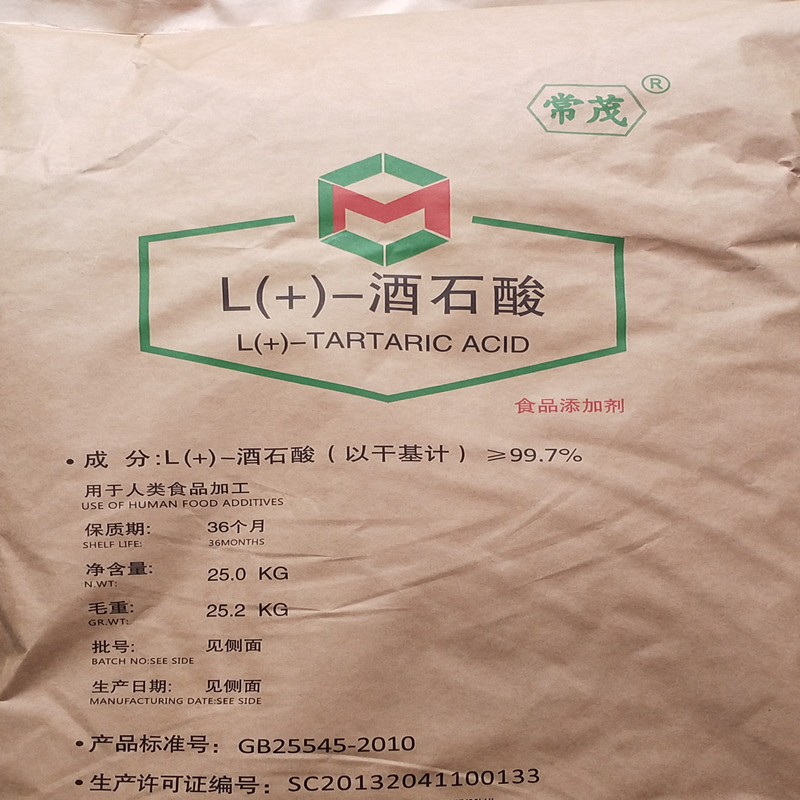 常茂®
L(+)-酒石酸
L(+)-TARTARIC ACID
食品添加剂
• 成 分:L(+)-酒石酸(以干基计) ≥99.7%
用于人类食品加工
USE OF HUMAN FOOD ADDITIVES
保质期: 36个月
SHELF LIFE: 36MONTHS
净含量: 25.0 KG
N.WT:
毛重: 25.2 KG
GR.WT:
批号: 见侧面
BATCH NO:SEE SIDE
生产日期: 见侧面
MANUFACTURING DATE:SEE SIDE
• 产品标准号: GB25545-2010
• 生产许可证编号: SC20132041100133